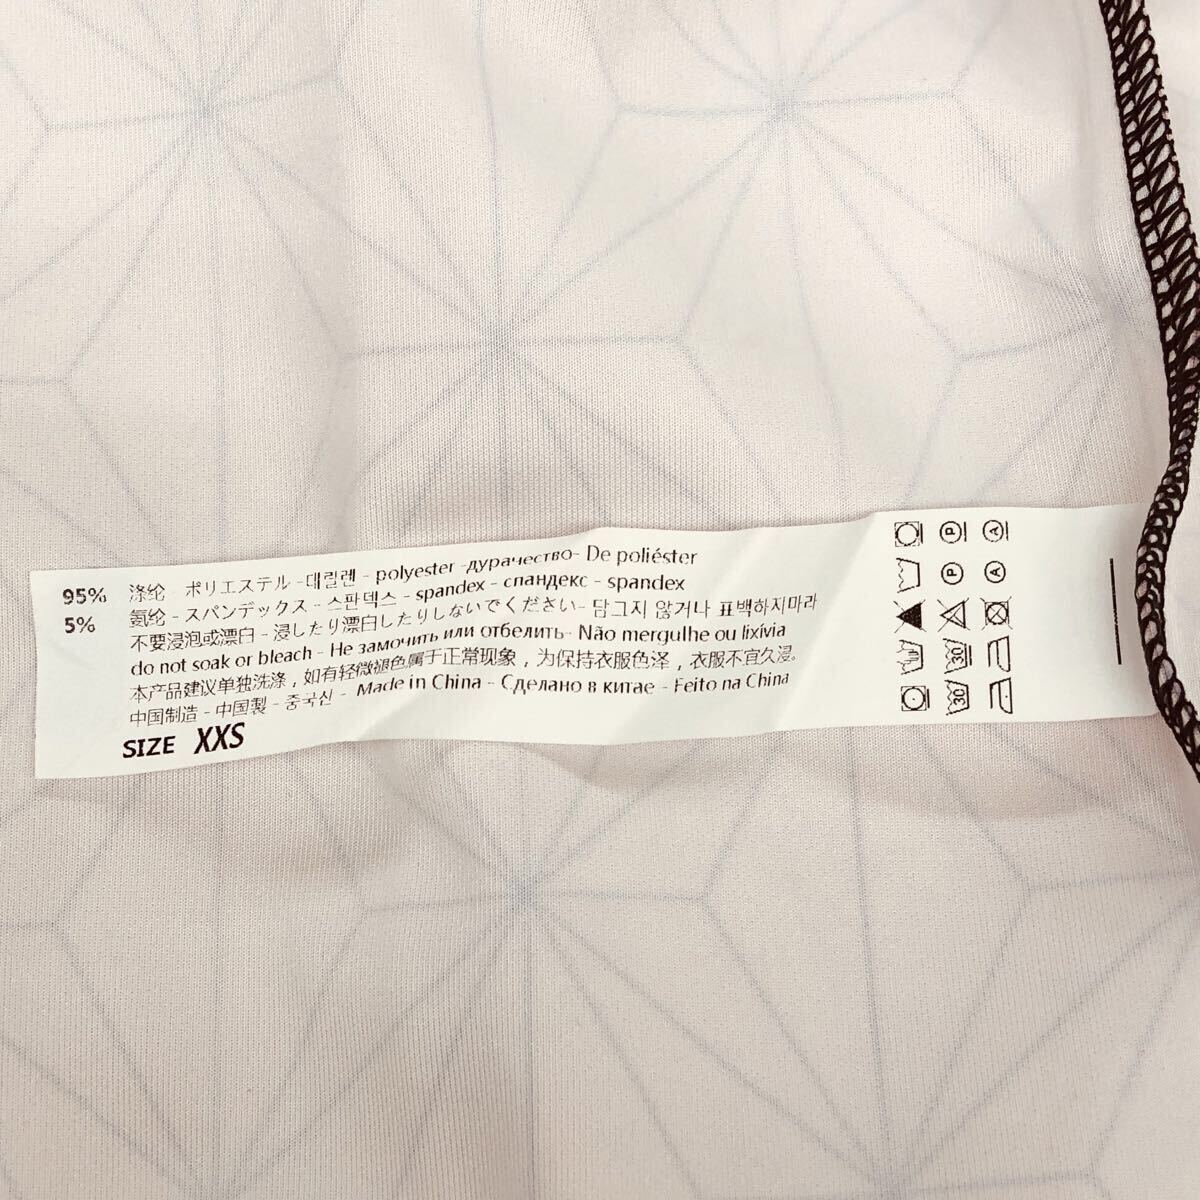 95% 涤纶 - ポリエステル -대릴렌 - polyester -дурачество- De poliéster
5% 氨纶 - スパンデックス - 스판덱스 - spandex - спандекс - spandex
不要浸泡或漂白 - 浸したり漂白したりしないでください- 담그지 않거나 표백하지마라
do not soak or bleach - Не замочить или отбелить- Não mergulhe ou lixívia
本产品建议单独洗涤，如有轻微褪色属于正常现象，为保持衣服色泽，衣服不宜久浸。
中国制造 - 中国製 - 중국산 - Made in China - Сделано в китае - Feito na China
SIZE XXS
P A
P A
30
30